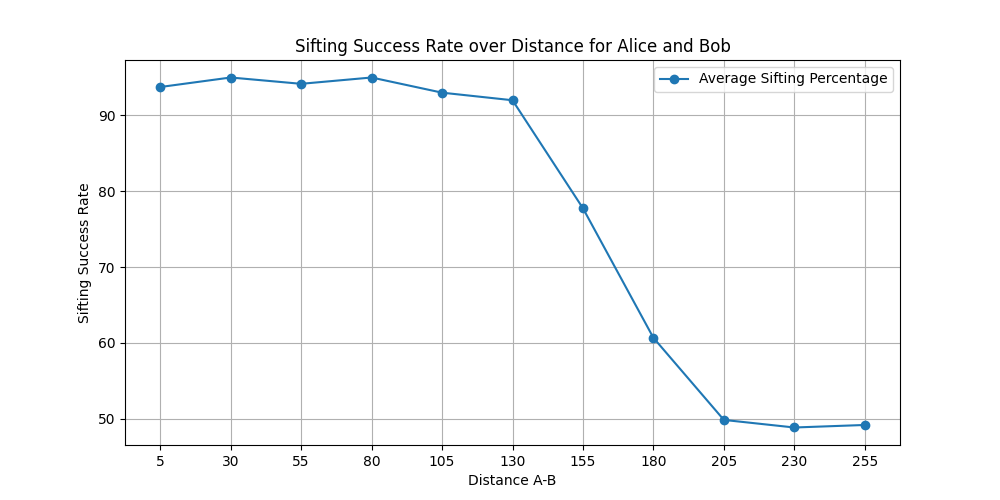 Sifting Success Rate over Distance for Alice and Bob
Average Sifting Percentage
Sifting Success Rate
90
80
70
60
50
5 30 55 80 105 130 155 180 205 230 255
Distance A-B